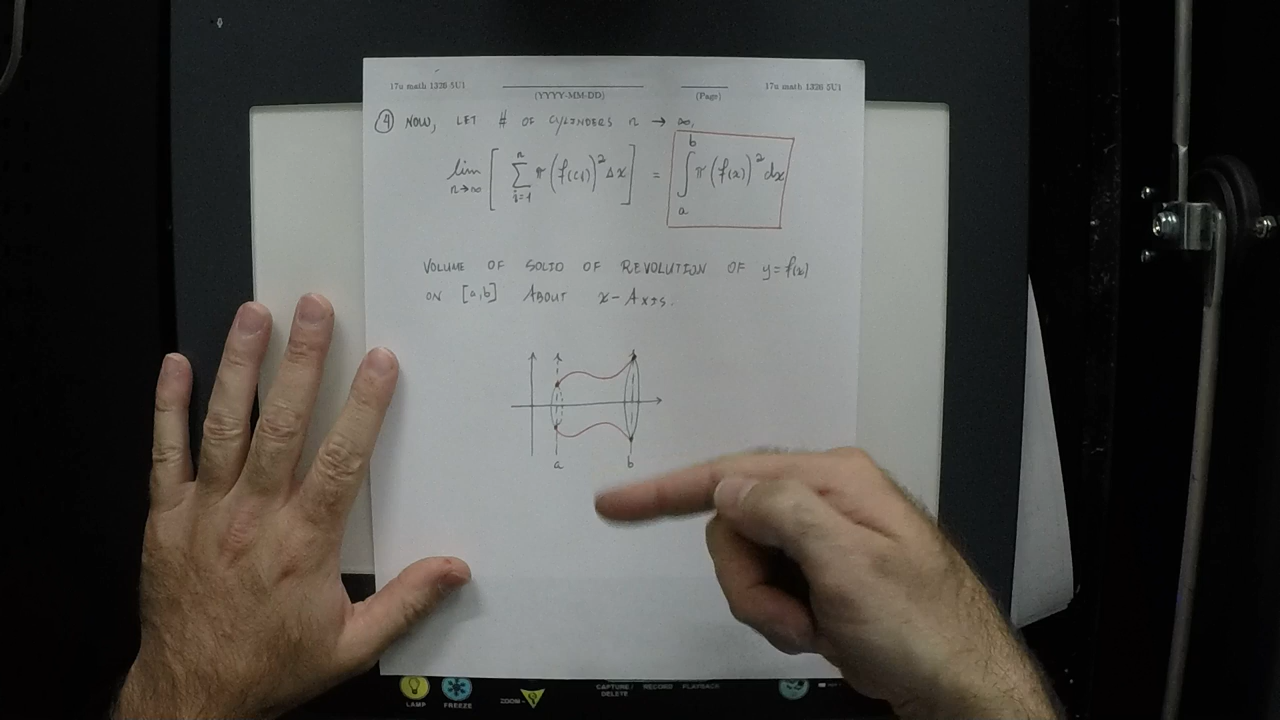 17u math 1326 5U1
(YYYY-MM-DD)
(Page)
17u math 1326 5U1
④ NOW, LET # OF CYLINDERS n → ∞,
lim n→∞ [ n ∑ i=1 π (f(ci))² Δx ] = b ∫ a π (f(x))² dx
VOLUME OF SOLID OF REVOLUTION OF y = f(x)
ON [a,b] ABOUT x-AXIS.
a b
LAMP
FREEZE
ZOOM
CAPTURE / DELETE
RECORD
PLAYBACK